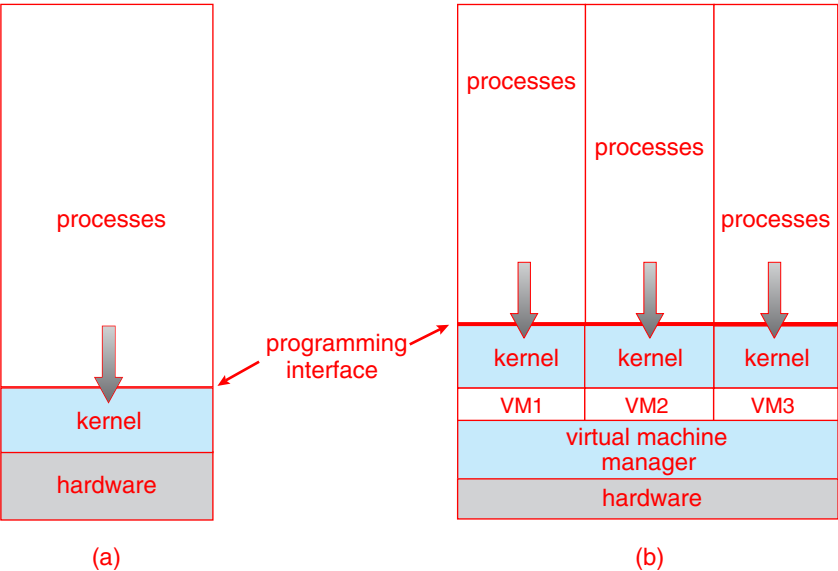 processes
kernel
hardware
(a)
programming
interface
processes
processes
processes
kernel
kernel
kernel
VM1
VM2
VM3
virtual machine
manager
hardware
(b)